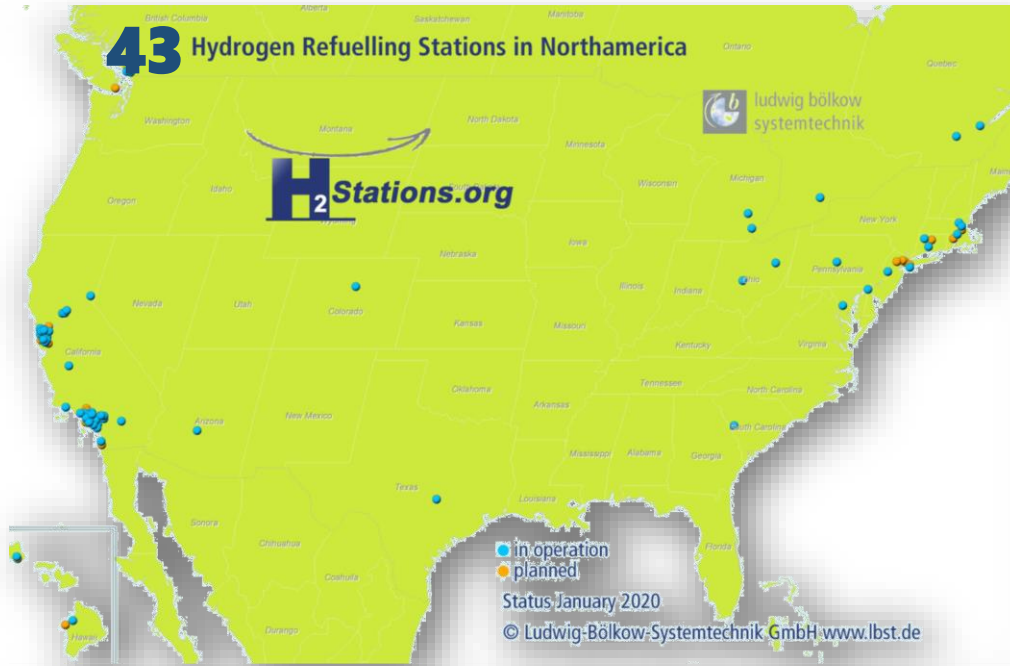 British Columbia
Alberta
Saskatchewan
Manitoba
43 Hydrogen Refuelling Stations in Northamerica
Ontario
Quebec
ludwig bölkow
systemtechnik
Washington
Montana
North Dakota
Minnesota
Oregon
Idaho
H2Stations.org
Wisconsin
Michigan
New York
Nebraska
Iowa
Nevada
Utah
Colorado
Illinois
Indiana
Ohio
Pennsylvania
California
Kansas
Missouri
Kentucky
Virginia
Arizona
New Mexico
Oklahoma
Arkansas
Tennessee
North Carolina
South Carolina
Mississippi
Alabama
Georgia
Texas
Louisiana
Sonora
Chihuahua
Coahuila
Durango
Florida
Hawaii
in operation
planned
Status January 2020
© Ludwig-Bölkow-Systemtechnik GmbH www.lbst.de